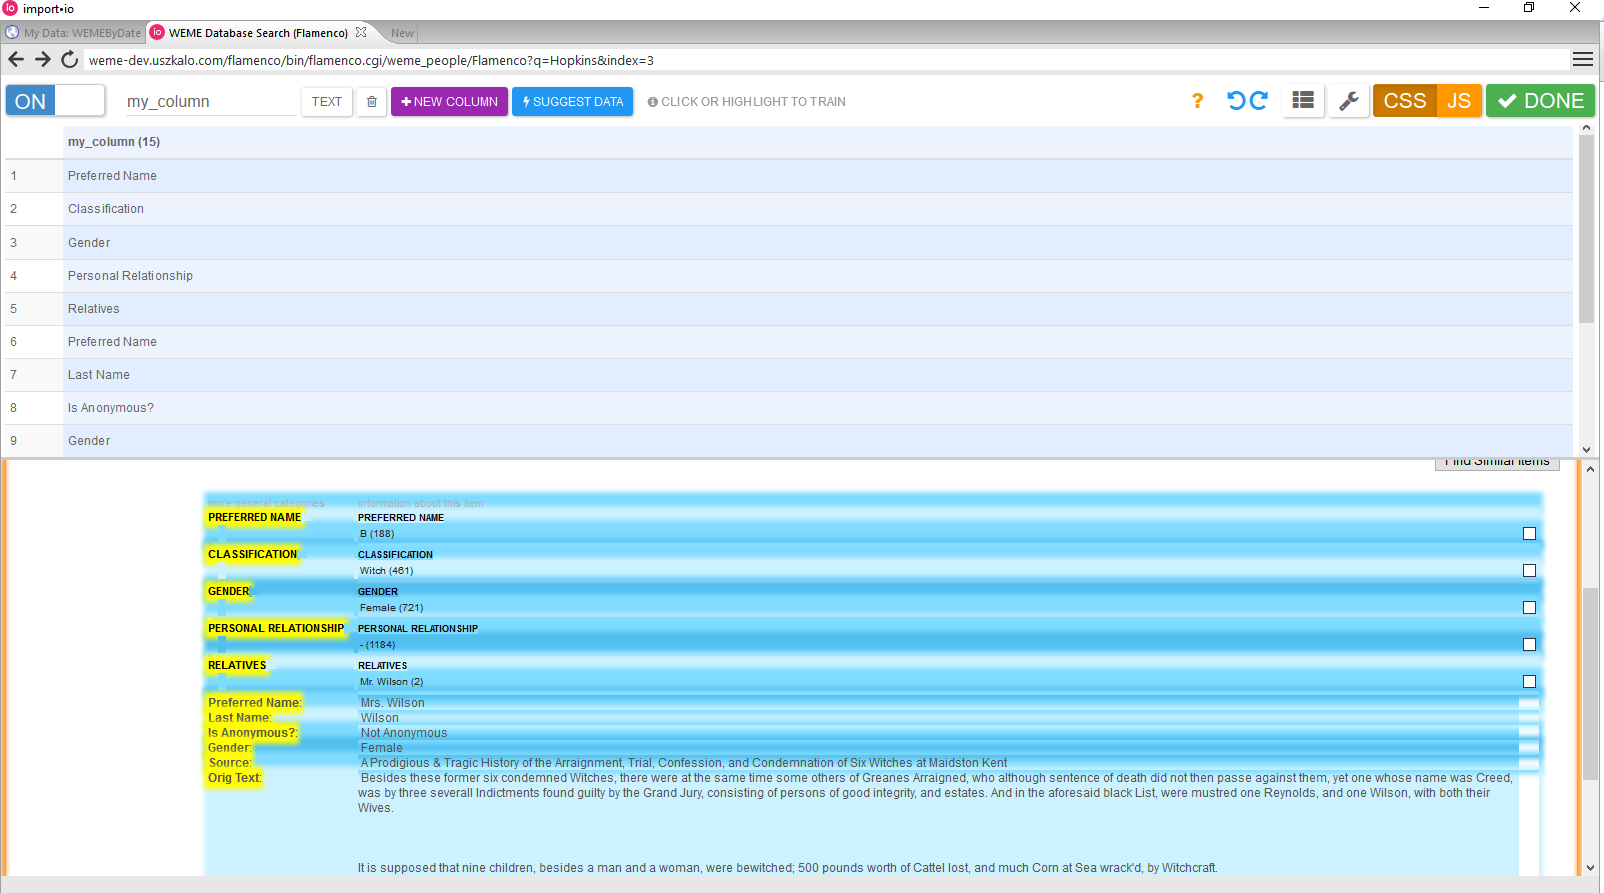 import•io
My Data: WEMEByDate
WEME Database Search (Flamenco)
New
weme-dev.uszkalo.com/flamenco/bin/flamenco.cgi/weme_people/Flamenco?q=Hopkins&index=3
ON my_column TEXT NEW COLUMN SUGGEST DATA CLICK OR HIGHLIGHT TO TRAIN ? CSS JS DONE
my_column (15)
1 Preferred Name
2 Classification
3 Gender
4 Personal Relationship
5 Relatives
6 Preferred Name
7 Last Name
8 Is Anonymous?
9 Gender
Find Similar Items
more general categories information about this item
PREFERRED NAME PREFERRED NAME
B (188)
CLASSIFICATION CLASSIFICATION
Witch (461)
GENDER GENDER
Female (721)
PERSONAL RELATIONSHIP PERSONAL RELATIONSHIP
- (1184)
RELATIVES RELATIVES
Mr. Wilson (2)
Preferred Name: Mrs. Wilson
Last Name: Wilson
Is Anonymous?: Not Anonymous
Gender: Female
Source: A Prodigious & Tragic History of the Arraignment, Trial, Confession, and Condemnation of Six Witches at Maidston Kent
Orig Text: Besides these former six condemned Witches, there were at the same time some others of Greanes Arraigned, who although sentence of death did not then passe against them, yet one whose name was Creed,
was by three severall Indictments found guilty by the Grand Jury, consisting of persons of good integrity, and estates. And in the aforesaid black List, were mustred one Reynolds, and one Wilson, with both their
Wives.
It is supposed that nine children, besides a man and a woman, were bewitched; 500 pounds worth of Cattel lost, and much Corn at Sea wrack'd, by Witchcraft.